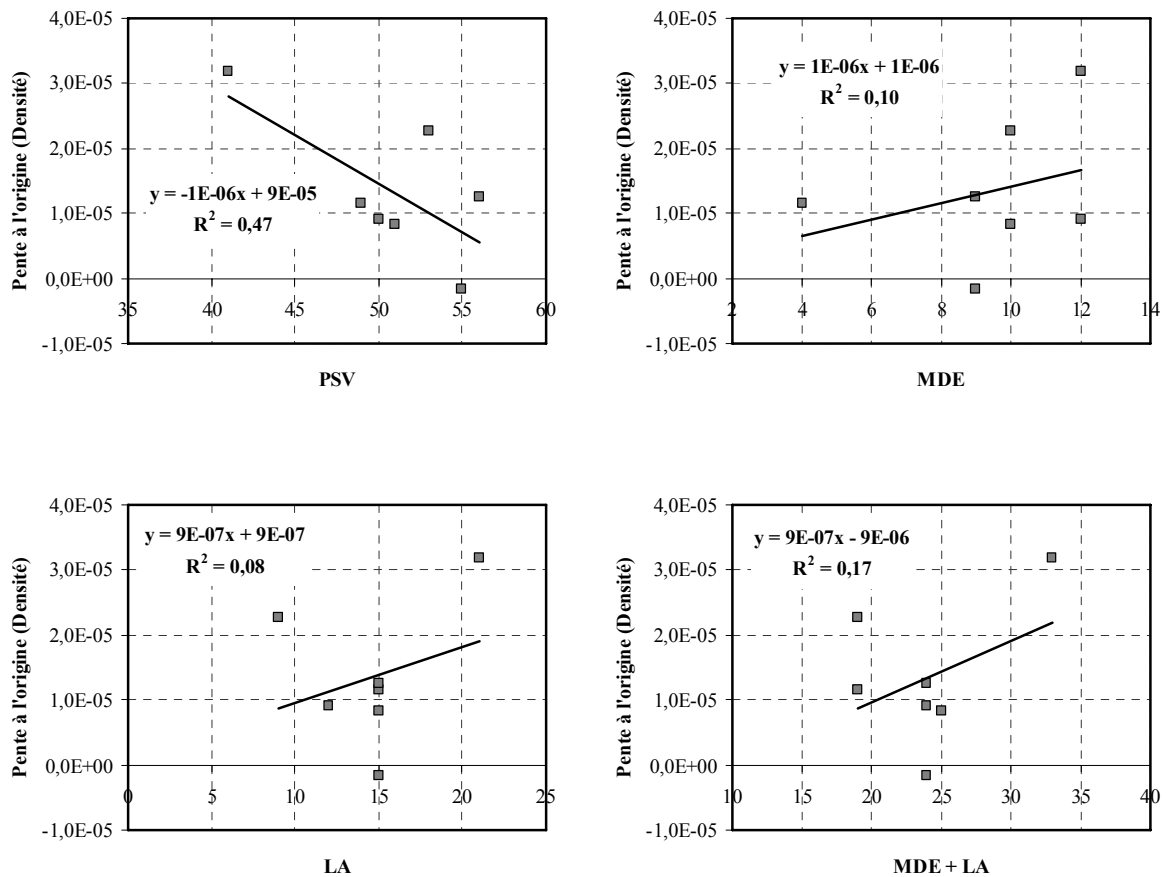 4,0E-05
3,0E-05
2,0E-05
1,0E-05
0,0E+00
-1,0E-05
Pente à l'origine (Densité)
y = -1E-06x + 9E-05
R² = 0,47
35 40 45 50 55 60
PSV
4,0E-05
3,0E-05
2,0E-05
1,0E-05
0,0E+00
-1,0E-05
Pente à l'origine (Densité)
y = 1E-06x + 1E-06
R² = 0,10
2 4 6 8 10 12 14
MDE
4,0E-05
3,0E-05
2,0E-05
1,0E-05
0,0E+00
-1,0E-05
Pente à l'origine (Densité)
y = 9E-07x + 9E-07
R² = 0,08
0 5 10 15 20 25
LA
4,0E-05
3,0E-05
2,0E-05
1,0E-05
0,0E+00
-1,0E-05
Pente à l'origine (Densité)
y = 9E-07x - 9E-06
R² = 0,17
10 15 20 25 30 35 40
MDE + LA